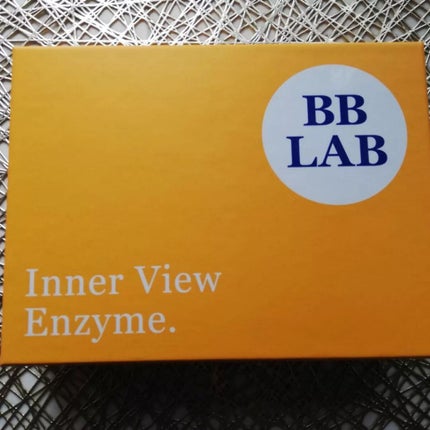 BB
LAB
Inner View
Enzyme.